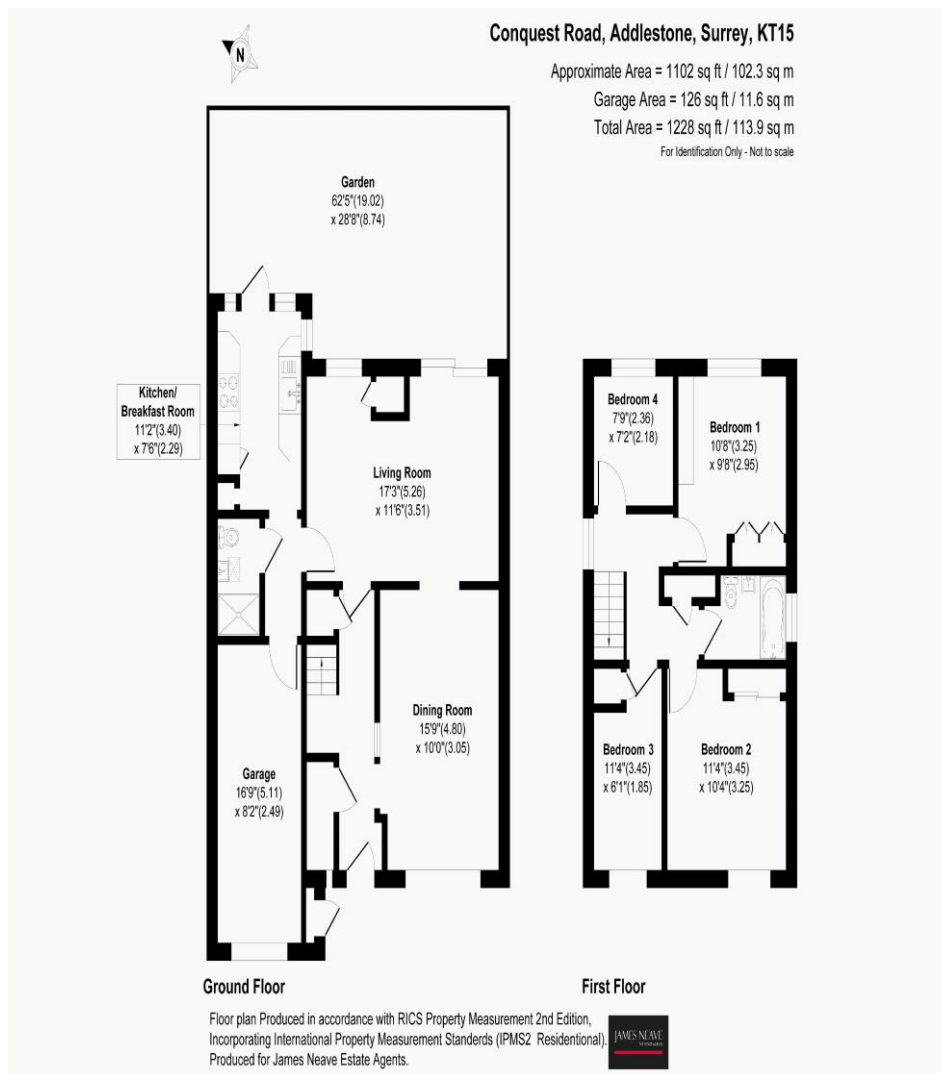 Conquest Road, Addlestone, Surrey, KT15
Approximate Area = 1102 sq ft / 102.3 sq m
Garage Area = 126 sq ft / 11.6 sq m
Total Area = 1228 sq ft / 113.9 sq m
For Identification Only - Not to scale
N
Garden
62'5"(19.02)
x 28'8"(8.74)
Kitchen/
Breakfast Room
11'2"(3.40)
x 7'6"(2.29)
Living Room
17'3"(5.26)
x 11'6"(3.51)
Dining Room
15'9"(4.80)
x 10'0"(3.05)
Garage
16'9"(5.11)
x 8'2"(2.49)
Bedroom 4
7'9"(2.36)
x 7'2"(2.18)
Bedroom 1
10'8"(3.25)
x 9'8"(2.95)
Bedroom 3
11'4"(3.45)
x 6'1"(1.85)
Bedroom 2
11'4"(3.45)
x 10'4"(3.25)
Ground Floor
First Floor
Floor plan Produced in accordance with RICS Property Measurement 2nd Edition,
Incorporating International Property Measurement Standards (IPMS2 Residentional).
Produced for James Neave Estate Agents.
JAMES NEAVE